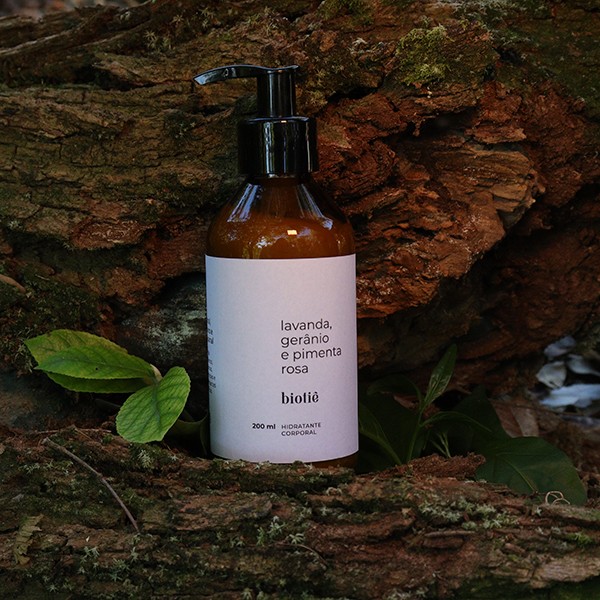 lavanda,
gerânio
e pimenta
rosa
biotiê
200 ml HIDRATANTE
CORPORAL